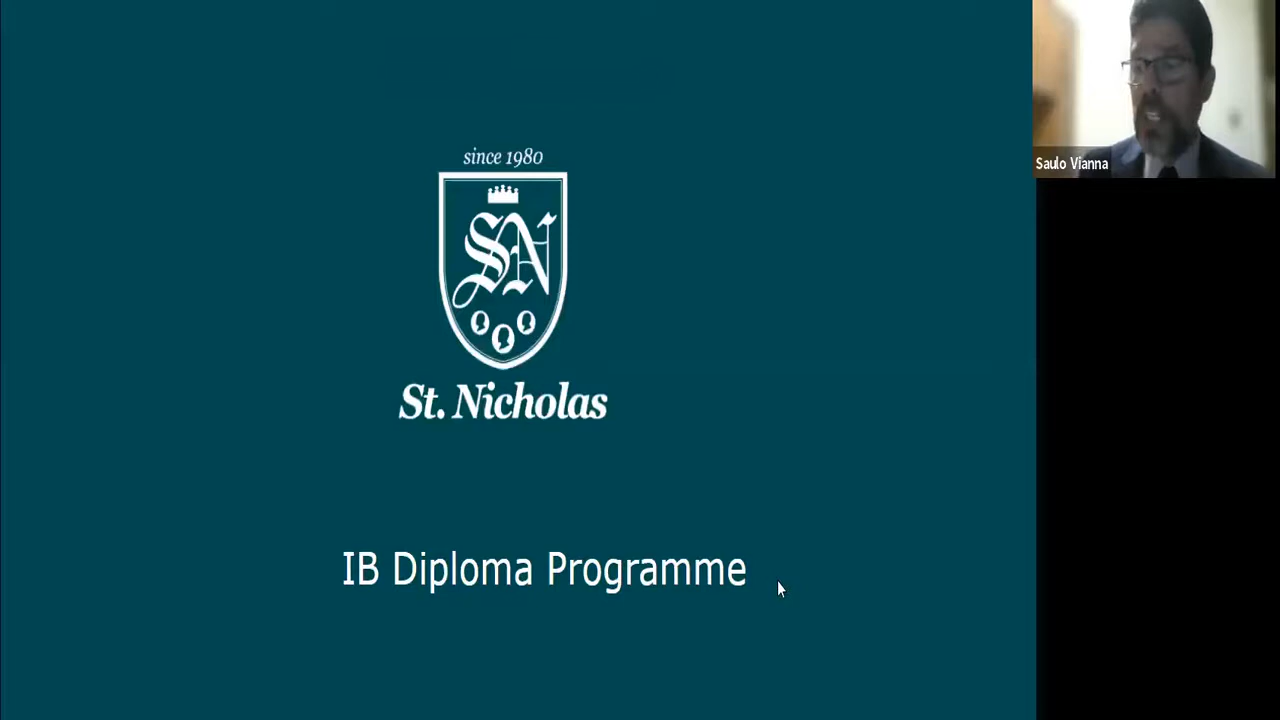 since 1980
SN
St. Nicholas
IB Diploma Programme
Saulo Vianna